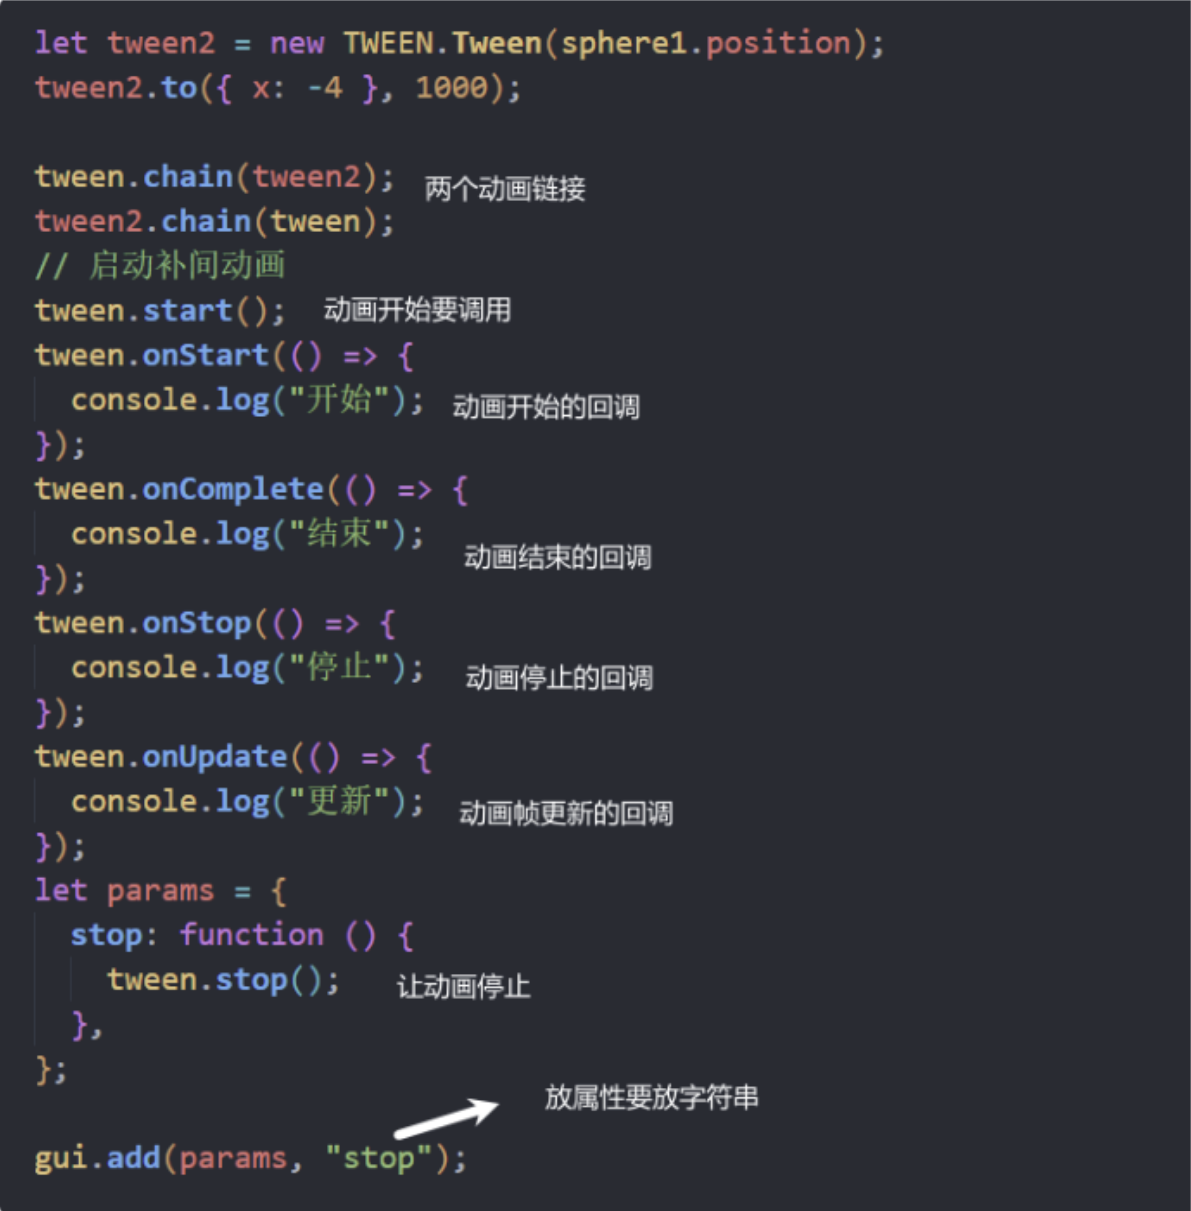 let tween2 = new TWEEN.Tween(sphere1.position);
tween2.to({ x: -4 }, 1000);
tween.chain(tween2);
两个动画链接
tween2.chain(tween);
// 启动补间动画
tween.start();
动画开始要调用
tween.onStart(() => {
console.log("开始");
动画开始的回调
});
tween.onComplete(() => {
console.log("结束");
动画结束的回调
});
tween.onStop(() => {
console.log("停止");
动画停止的回调
});
tween.onUpdate(() => {
console.log("更新");
动画帧更新的回调
});
let params = {
stop: function () {
tween.stop();
让动画停止
},
};
放属性要放字符串
gui.add(params, "stop");